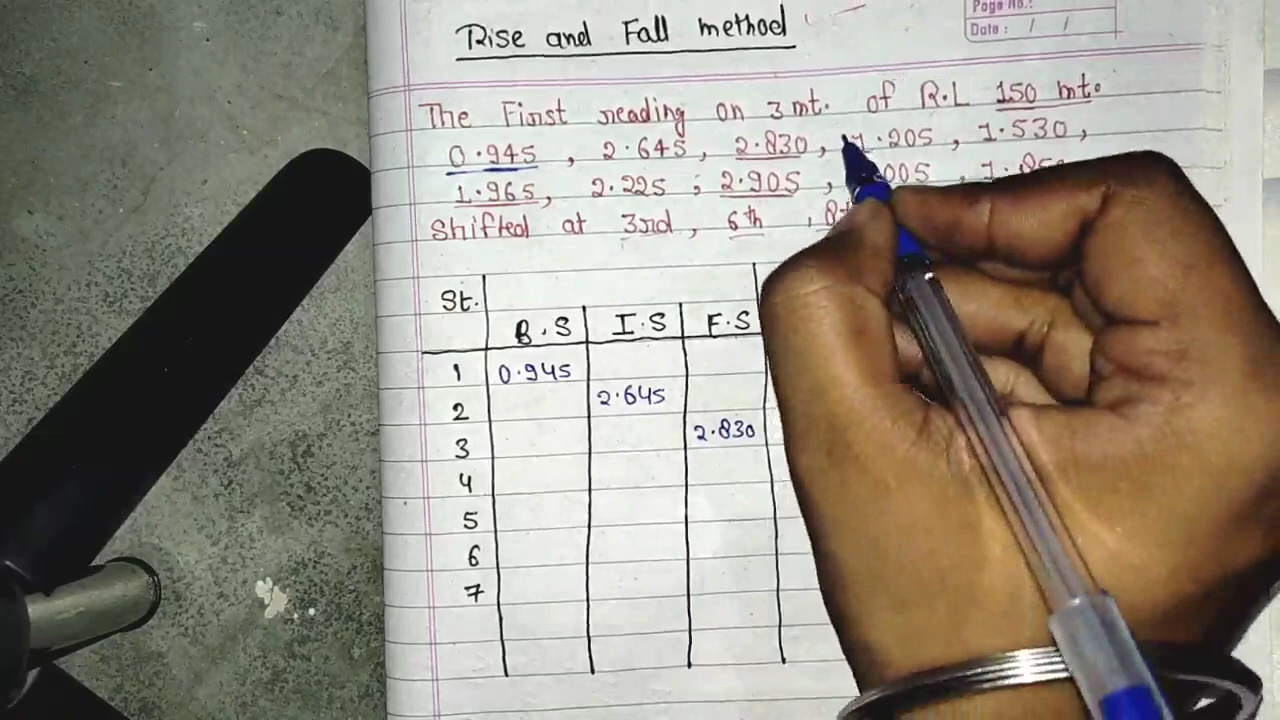 Page No.:
Date: / /
Rise and Fall method
The First reading on 3 mt. of R.L 150 mt.
0.945, 2.645, 2.830, 1.205, 1.530,
1.965, 2.225, 2.905,
Shifted at 3rd, 6th,
St.
B.S I.S F.S
1 0.945
2 2.645
3 2.830
4
5
6
7